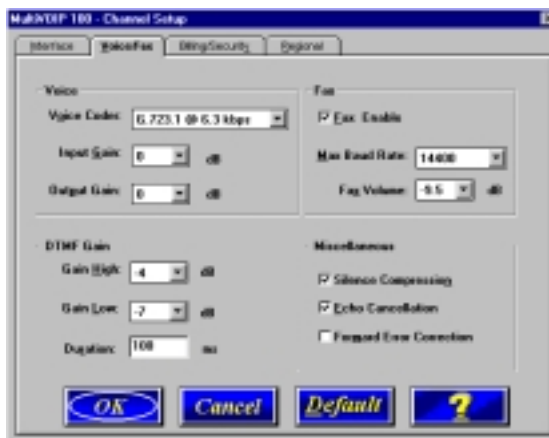 MultiVOIP 100 - Channel Setup
Interface Voice/Fax Billing/Security Regional
Voice
Voice Coder: G.723.1 @ 6.3 kbps
Input Gain: 0 dB
Output Gain: 0 dB
Fax
Fax Enable
Max Baud Rate: 14400
Fax Volume: -9.5 dB
DTMF Gain
Gain High: -4 dB
Gain Low: -7 dB
Duration: 100 ms
Miscellaneous
Silence Compressing
Echo Cancellation
Forward Error Correction
OK Cancel Default ?